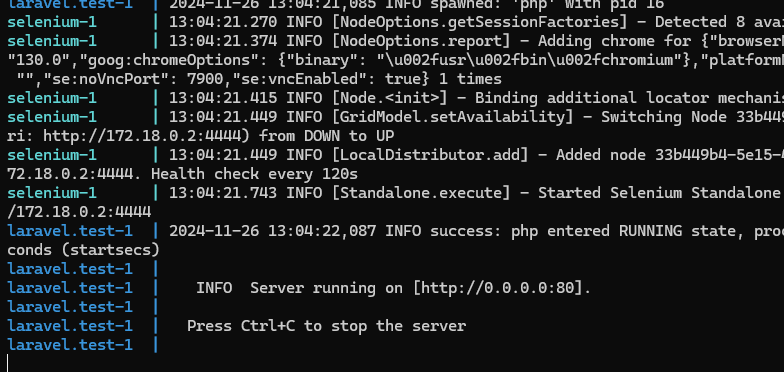 laravel.test-1 | 2024-11-26 13:04:21,085 INFO spawned: 'php' with pid 16
selenium-1 | 13:04:21.270 INFO [NodeOptions.getSessionFactories] - Detected 8 avai
selenium-1 | 13:04:21.374 INFO [NodeOptions.report] - Adding chrome for {"browserN
"130.0","goog:chromeOptions": {"binary": "\u002fusr\u002fbin\u002fchromium"},"platformN
"","se:noVncPort": 7900,"se:vncEnabled": true} 1 times
selenium-1 | 13:04:21.415 INFO [Node.<init>] - Binding additional locator mechanis
selenium-1 | 13:04:21.449 INFO [GridModel.setAvailability] - Switching Node 33b449
ri: http://172.18.0.2:4444) from DOWN to UP
selenium-1 | 13:04:21.449 INFO [LocalDistributor.add] - Added node 33b449b4-5e15-4
72.18.0.2:4444. Health check every 120s
selenium-1 | 13:04:21.743 INFO [Standalone.execute] - Started Selenium Standalone
/172.18.0.2:4444
laravel.test-1 | 2024-11-26 13:04:22,087 INFO success: php entered RUNNING state, proc
conds (startsecs)
laravel.test-1 |
laravel.test-1 | INFO Server running on [http://0.0.0.0:80].
laravel.test-1 |
laravel.test-1 | Press Ctrl+C to stop the server
laravel.test-1 |